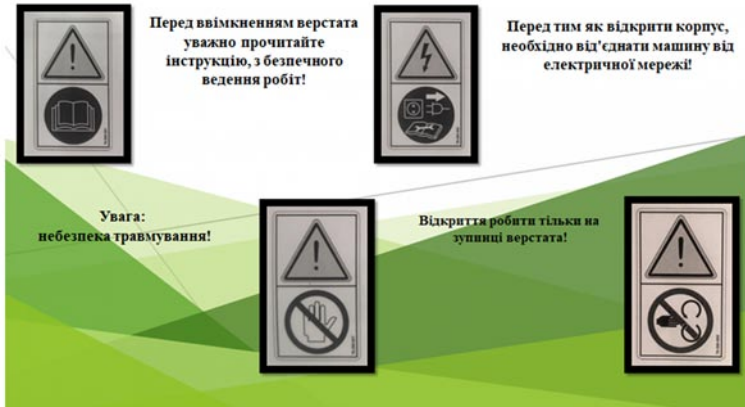 Перед ввімкненням верстата
уважно прочитайте
інструкцію, з безпечного
ведення робіт!
Перед тим як відкрити корпус,
необхідно від'єднати машину від
електричної мережі!
Увага:
небезпека травмування!
Відкриття робити тільки на
зупинці верстата!